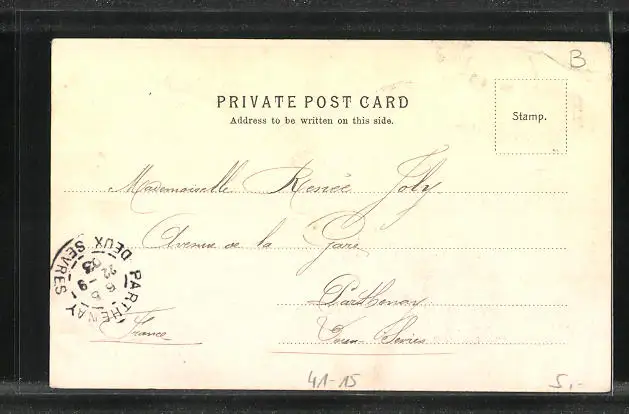 B
PRIVATE POST CARD
Address to be written on this side.
Stamp.
Mademoiselle Renée Joly
Avenue de la Gare
Parthenay
Deux-Sèvres
France
PARTHENAY
DEUX SÈVRES
41-15
5,-